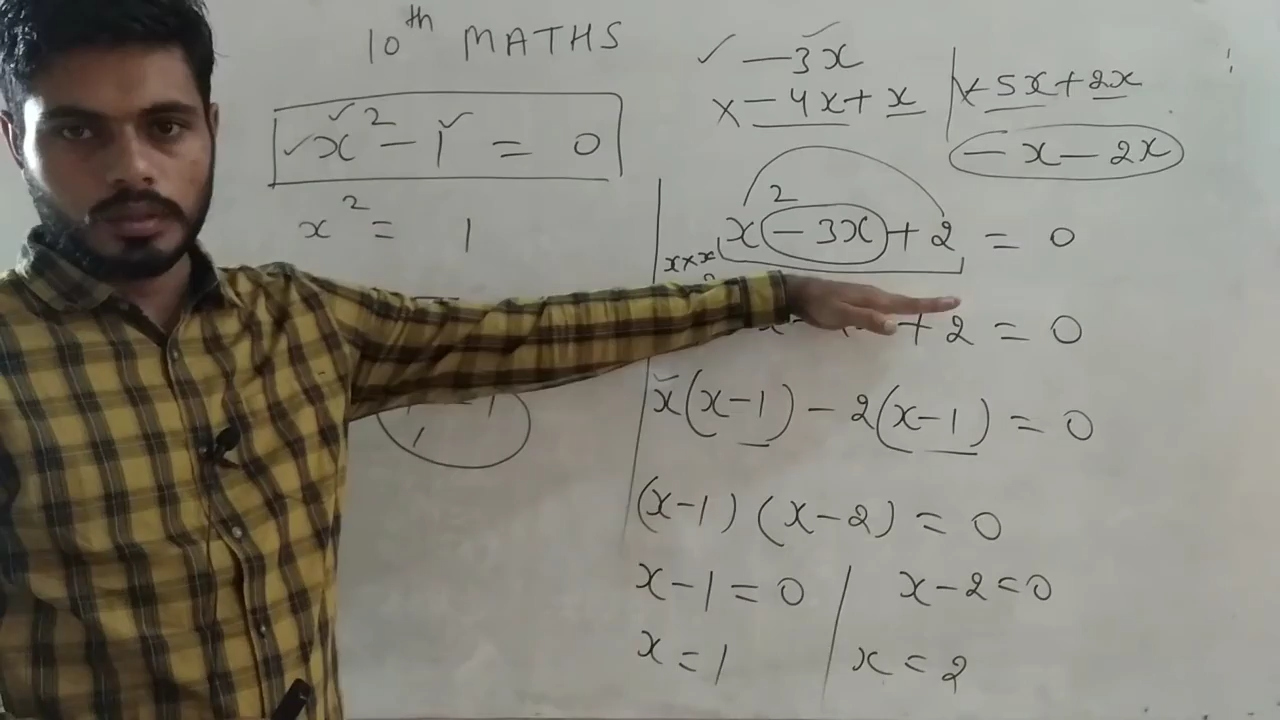 10th MATHS
x² - 1 = 0
x² = 1
- 3x
x - 4x + x
- 5x + 2x
- x - 2x
x² - 3x + 2 = 0
x × x
+ 2 = 0
x(x-1) - 2(x-1) = 0
(x-1) (x-2) = 0
x-1 = 0 / x-2 = 0
x = 1 x = 2